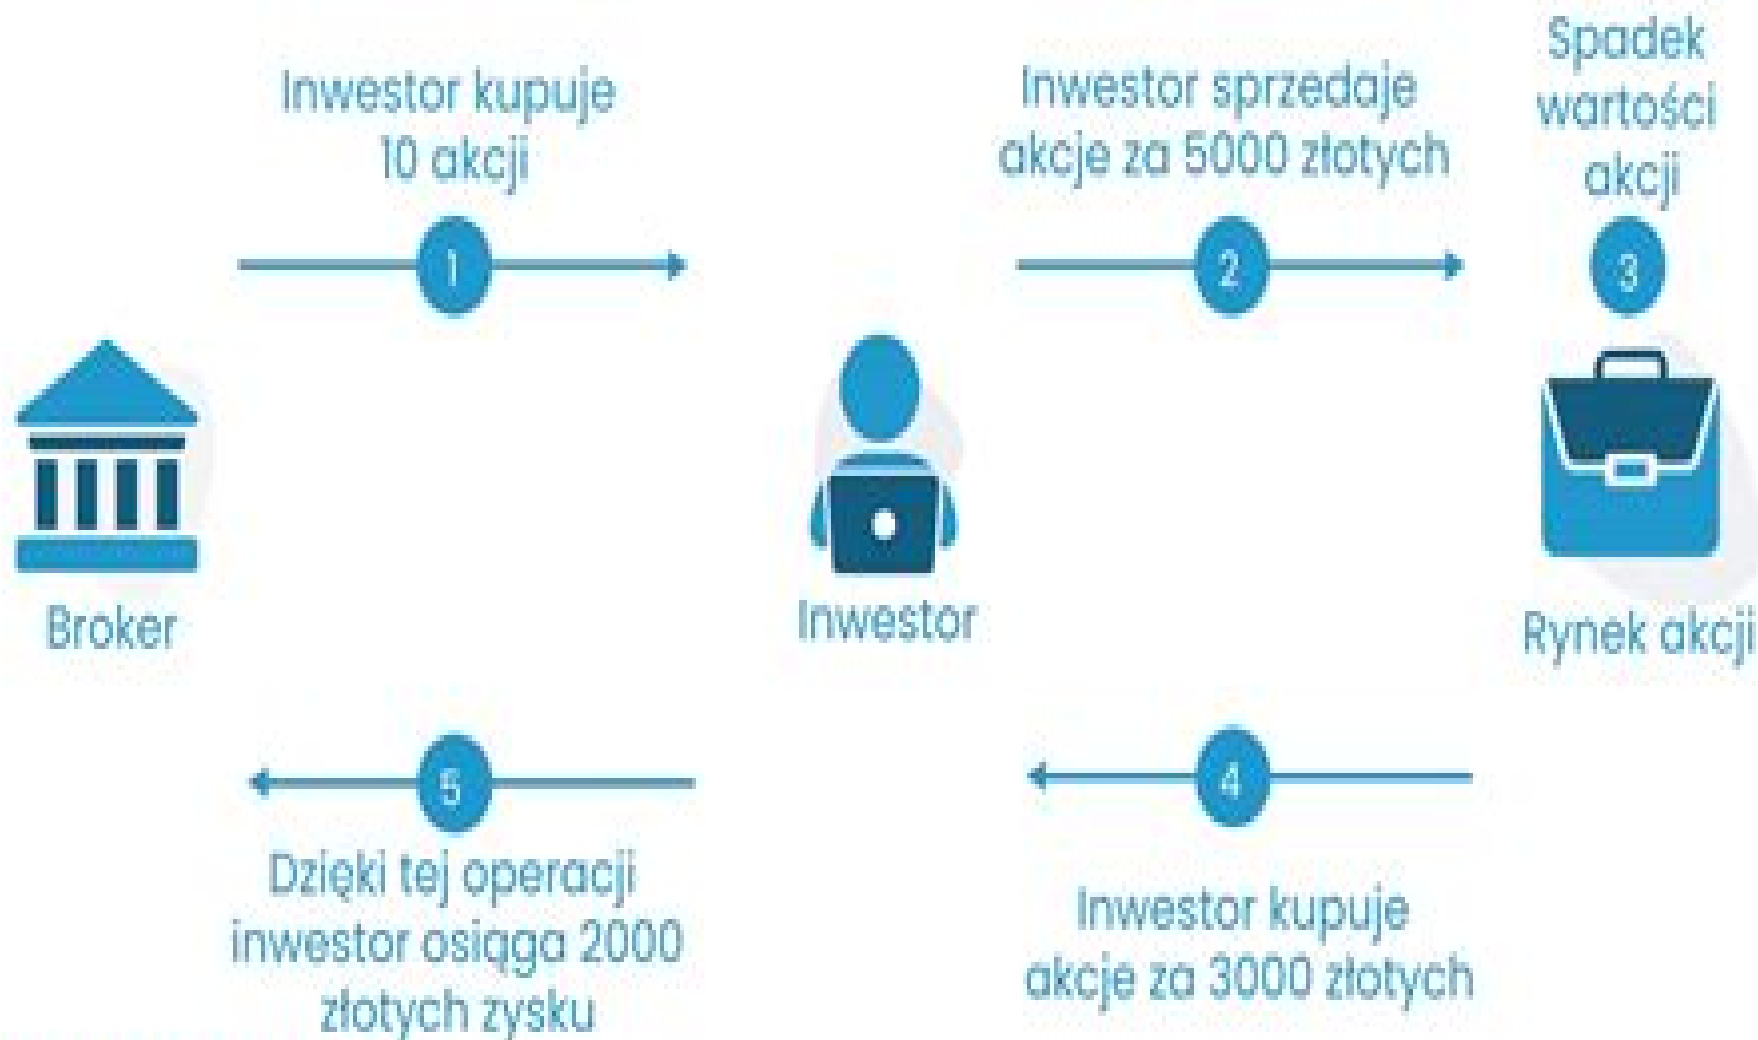 Inwestor kupuje
10 akcji
1
Inwestor sprzedaje
akcje za 5000 złotych
2
Spadek
wartości
akcji
3
Broker
Inwestor
Rynek akcji
5
Dzięki tej operacji
inwestor osiąga 2000
złotych zysku
4
Inwestor kupuje
akcje za 3000 złotych